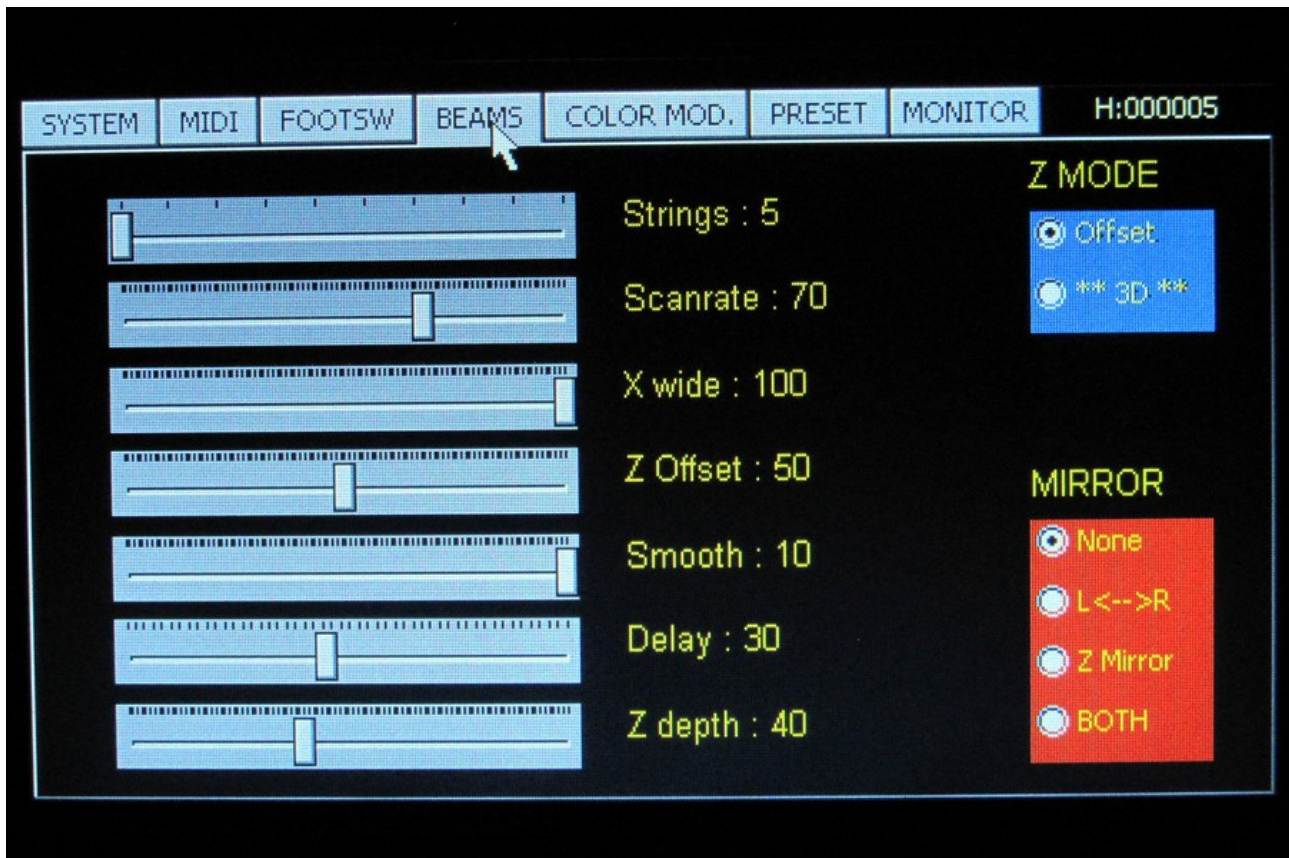 SYSTEM MIDI FOOTSW BEAMS COLOR MOD. PRESET MONITOR H:000005
Z MODE
Strings : 5
Offset
Scanrate : 70
** 3D **
X wide : 100
Z Offset : 50
MIRROR
Smooth : 10
None
L<-->R
Delay : 30
Z Mirror
Z depth : 40
BOTH